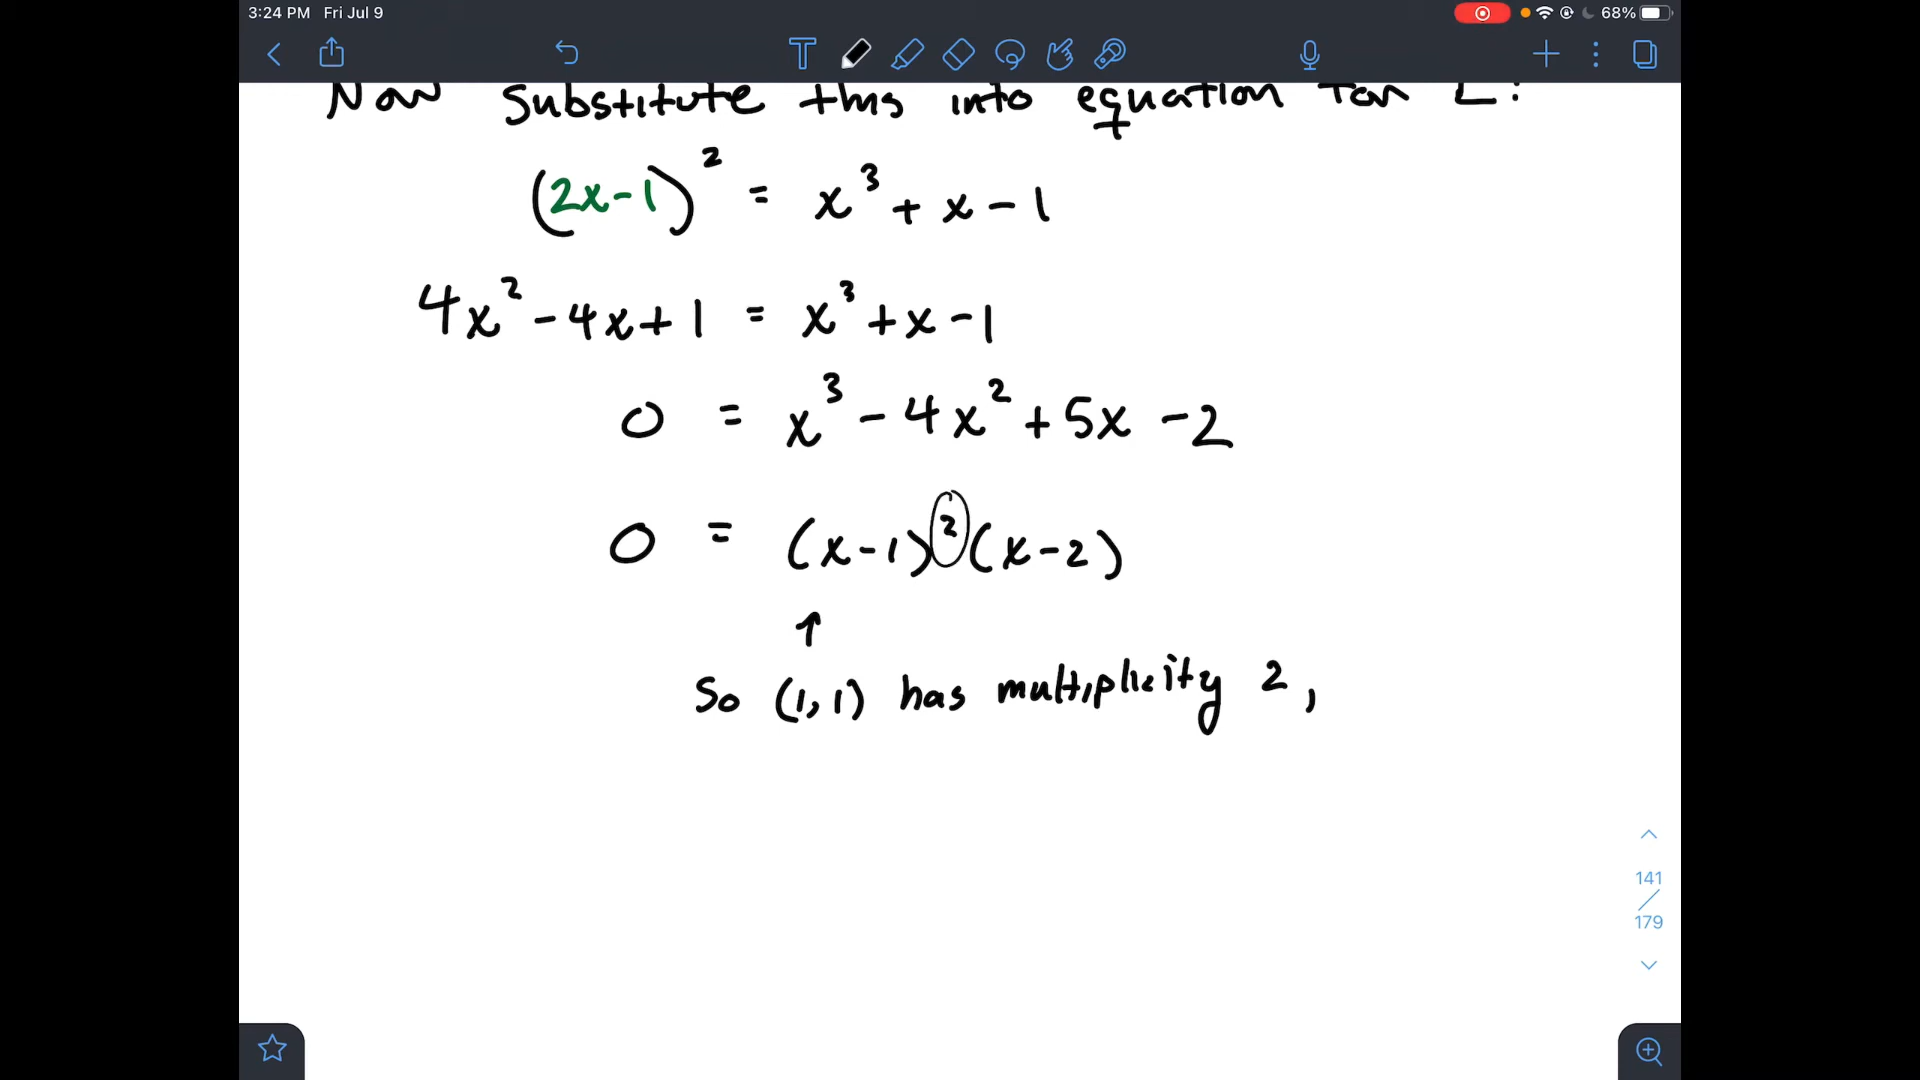 3:24 PM Fri Jul 9
68%
Now substitute this into equation for E:
(2x-1)² = x³ + x - 1
4x² - 4x + 1 = x³ + x - 1
0 = x³ - 4x² + 5x - 2
0 = (x-1)²(x-2)
↑
So (1,1) has multiplicity 2,
141
/
179